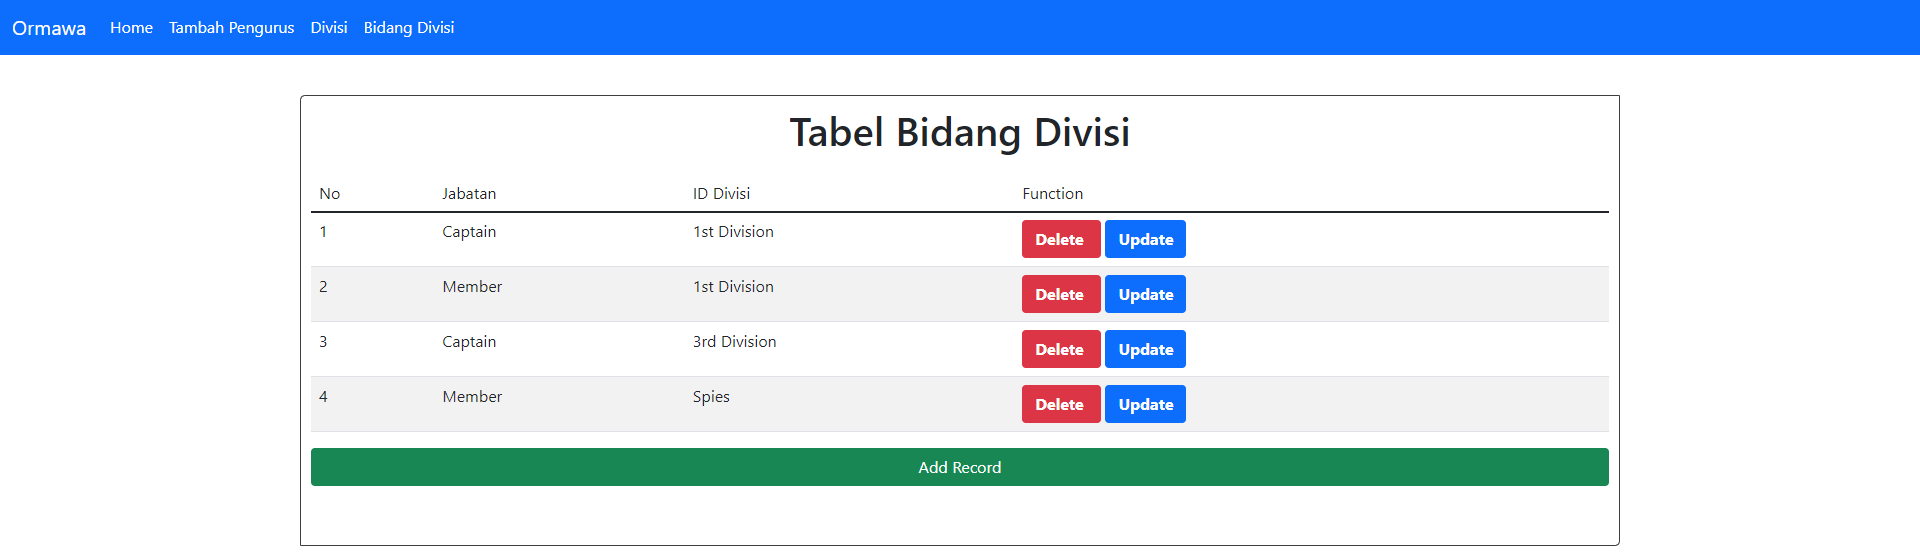 Ormawa Home Tambah Pengurus Divisi Bidang Divisi
Tabel Bidang Divisi
No Jabatan ID Divisi Function
1 Captain 1st Division Delete Update
2 Member 1st Division Delete Update
3 Captain 3rd Division Delete Update
4 Member Spies Delete Update
Add Record